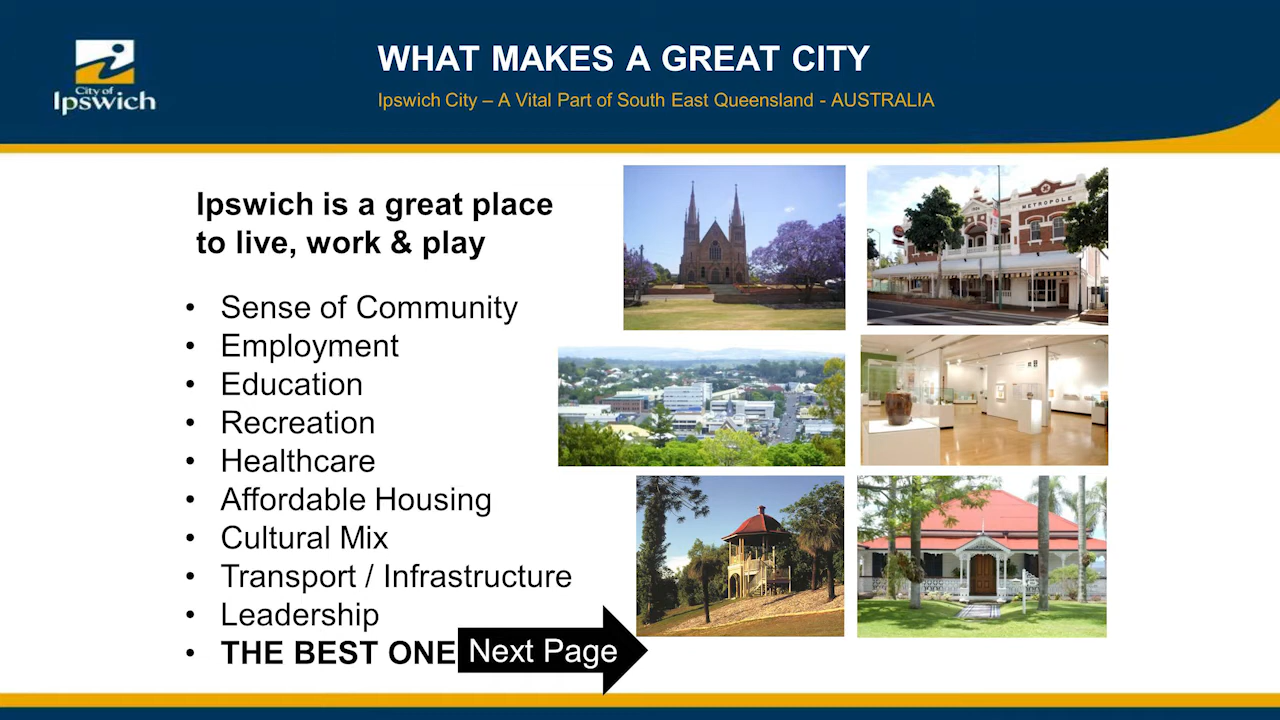 City of
Ipswich
WHAT MAKES A GREAT CITY
Ipswich City – A Vital Part of South East Queensland - AUSTRALIA
Ipswich is a great place
to live, work & play
• Sense of Community
• Employment
• Education
• Recreation
• Healthcare
• Affordable Housing
• Cultural Mix
• Transport / Infrastructure
• Leadership
• THE BEST ONE
Next Page
METROPOLE